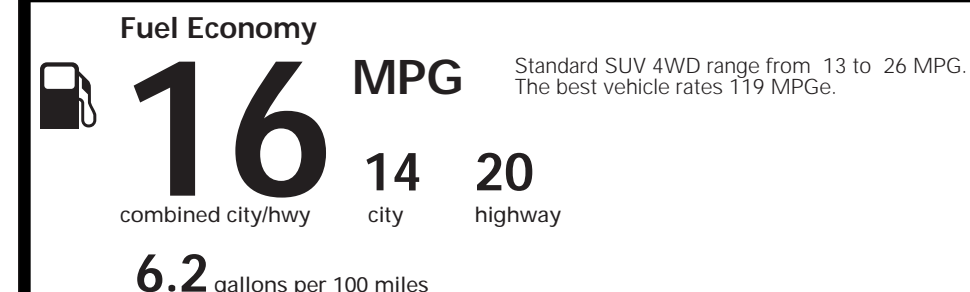 Fuel Economy
16 MPG
Standard SUV 4WD range from 13 to 26 MPG.
The best vehicle rates 119 MPGe.
14 20
combined city/hwy city highway
6.2 gallons per 100 miles